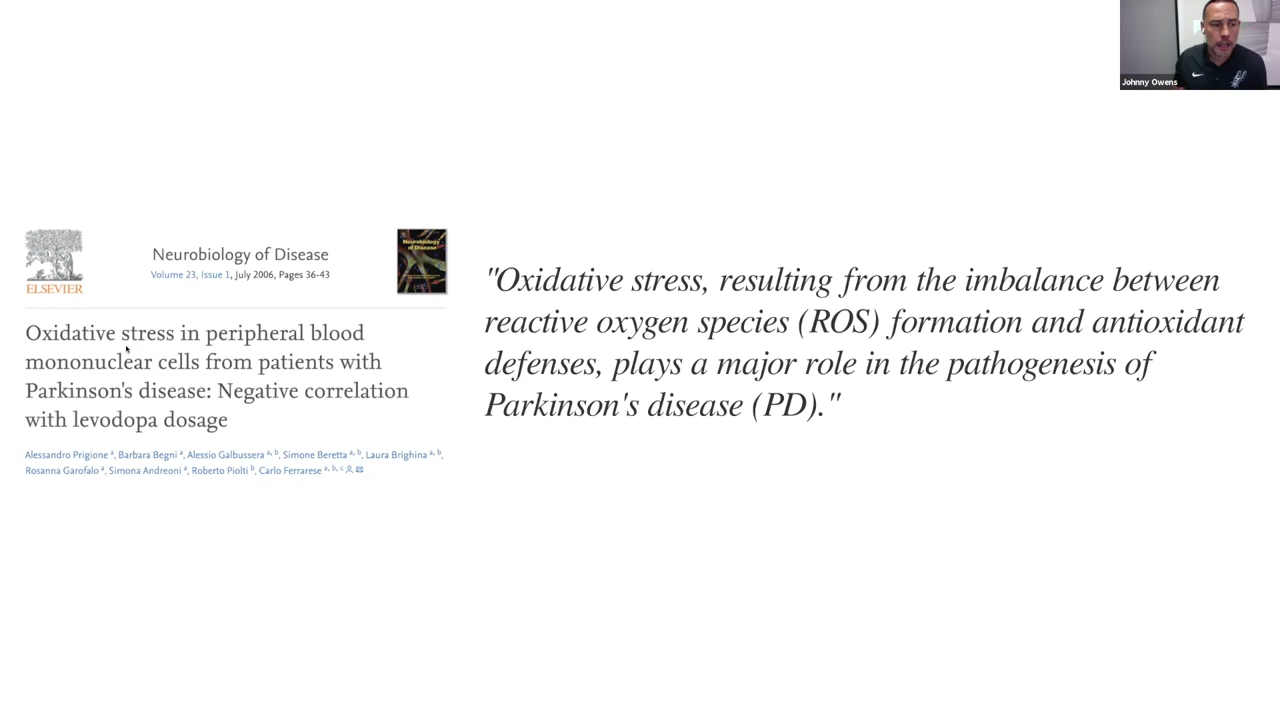 Johnny Owens
ELSEVIER
Neurobiology of Disease
Volume 23, Issue 1, July 2006, Pages 36-43
Neurobiology
of Disease
Oxidative stress in peripheral blood
mononuclear cells from patients with
Parkinson's disease: Negative correlation
with levodopa dosage
Alessandro Prigione a, Barbara Begni a, Alessio Galbussera a, b, Simone Beretta a, b, Laura Brighina a, b,
Rosanna Garofalo a, Simona Andreoni a, Roberto Piolti b, Carlo Ferrarese a, b, c
"Oxidative stress, resulting from the imbalance between
reactive oxygen species (ROS) formation and antioxidant
defenses, plays a major role in the pathogenesis of
Parkinson's disease (PD)."